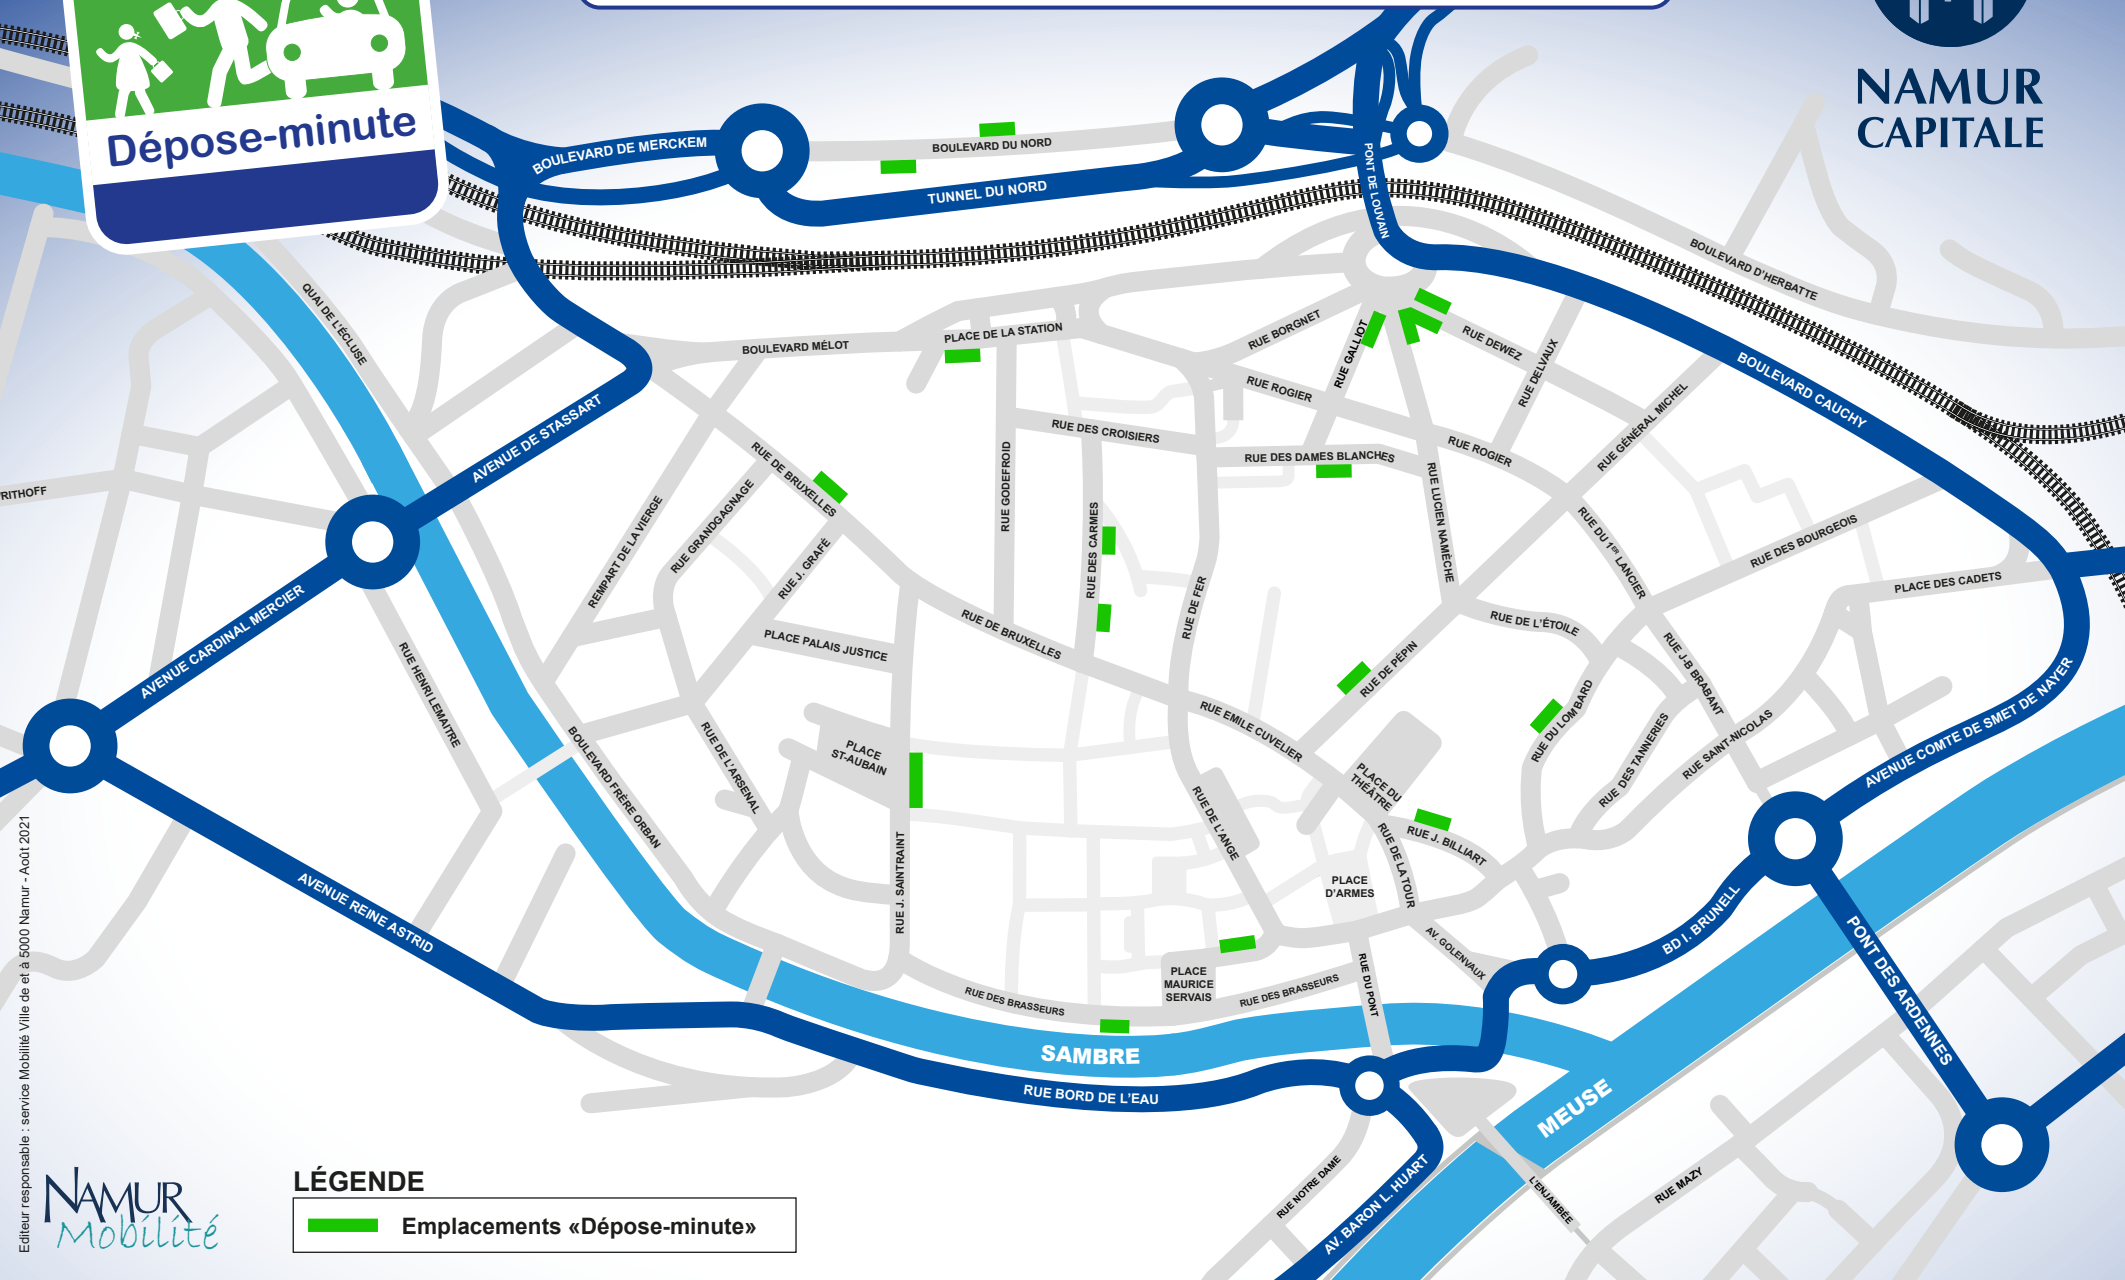 Dépose-minute
NAMUR
CAPITALE
BOULEVARD DE MERCKEM
BOULEVARD DU NORD
TUNNEL DU NORD
PONT DE LOUVAIN
BOULEVARD D'HERBATTE
QUAI DE L'ÉCLUSE
BOULEVARD MÉLOT
PLACE DE LA STATION
RUE BORGNET
RUE GALLIOT
RUE DEWEZ
RUE DELVAUX
BOULEVARD CAUCHY
RUE ROGIER
RUE GÉNÉRAL MICHEL
AVENUE DE STASSART
RUE DES CROISIERS
RUE DES DAMES BLANCHES
RUE ROGIER
RITHOFF
RUE DE BRUXELLES
RUE GODEFROID
RUE LUCIEN NAMÈCHE
REMPART DE LA VIERGE
RUE GRANDGAGNAGE
RUE J. GRAFÉ
RUE DES CARMES
RUE DE FER
RUE DU 1ER LANCIER
RUE DES BOURGEOIS
PLACE DES CADETS
AVENUE CARDINAL MERCIER
RUE HENRI LEMAITRE
PLACE PALAIS JUSTICE
RUE DE BRUXELLES
RUE DE L'ÉTOILE
RUE J-B BRABANT
RUE DE PÉPIN
RUE DU LOMBARD
RUE DES TANNERIES
RUE SAINT-NICOLAS
AVENUE COMTE DE SMET DE NAYER
BOULEVARD FRÈRE ORBAN
RUE DE L'ARSENAL
PLACE
ST-AUBAIN
RUE EMILE CUVELIER
PLACE DU
THÉÂTRE
RUE DE L'ANGE
RUE J. BILLIART
RUE DE LA TOUR
PLACE
D'ARMES
RUE J. SAINTRAINT
AVENUE REINE ASTRID
AV. GOLENVAUX
BD I. BRUNELL
PONT DES ARDENNES
PLACE
MAURICE
SERVAIS
RUE DES BRASSEURS
RUE DES BRASSEURS
RUE DU PONT
SAMBRE
RUE BORD DE L'EAU
MEUSE
RUE NOTRE DAME
AV. BARON L. HUART
L'ENJAMBÉE
RUE MAZY
Editeur responsable : service Mobilité Ville de et à 5000 Namur - Août 2021
NAMUR
Mobilité
LÉGENDE
Emplacements «Dépose-minute»